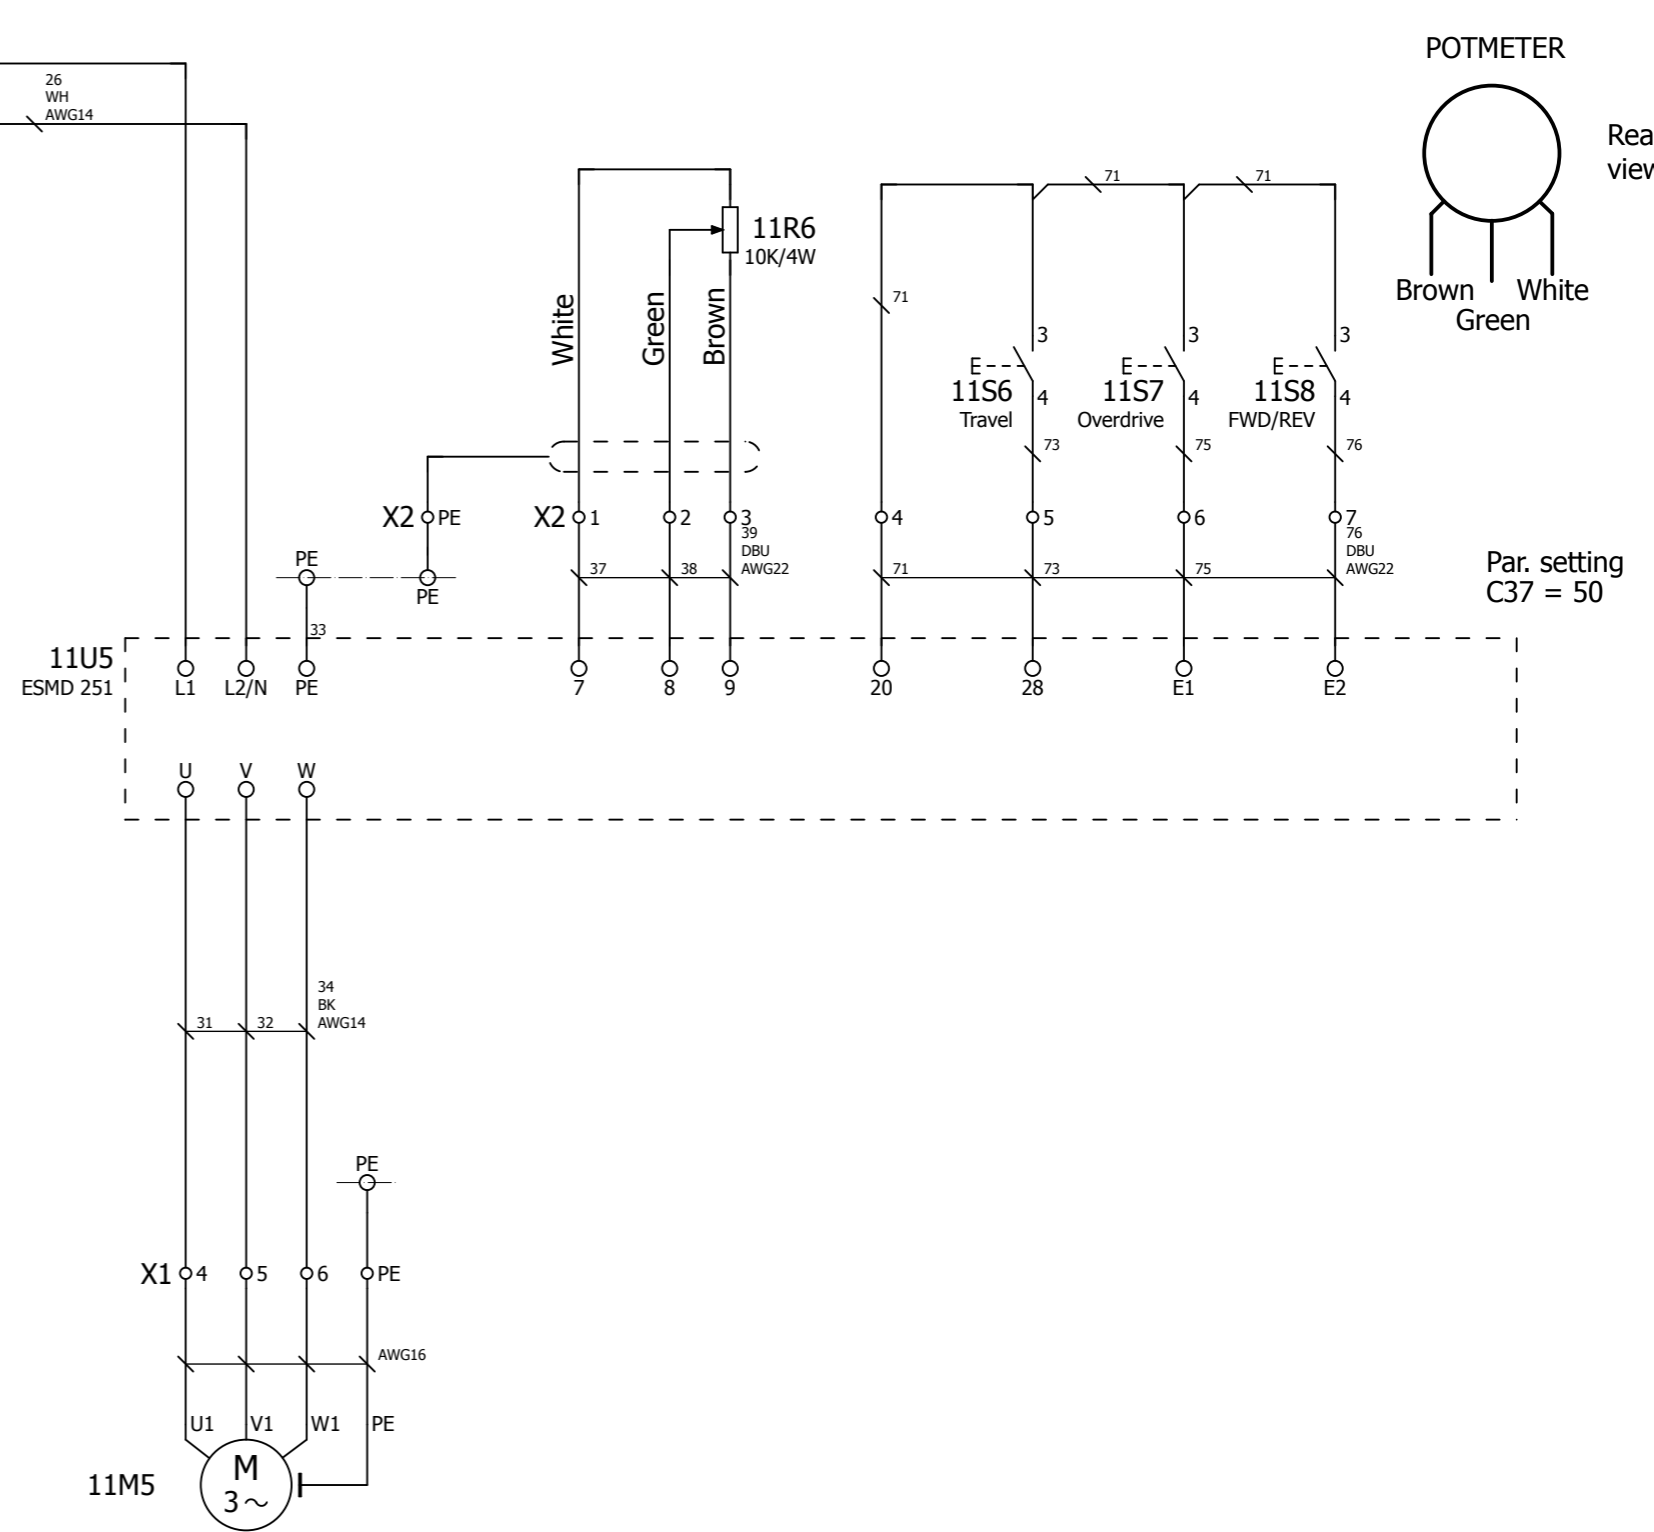 POTMETER
26
WH
AWG14
Rea
view
71
71
11R6
10K/4W
White
Green
Brown
71
Brown
White
Green
3
3
3
E
E
E
11S6
11S7
11S8
4
4
4
Travel
Overdrive
FWD/REV
73
75
76
X2
PE
X2
1
2
3
4
5
6
7
39
DBU
AWG22
76
DBU
AWG22
PE
PE
37
38
71
73
75
Par. setting
C37 = 50
33
11U5
ESMD 251
L1
L2/N
PE
7
8
9
20
28
E1
E2
U
V
W
34
BK
AWG14
31
32
PE
X1
4
5
6
PE
AWG16
U1
V1
W1
PE
11M5
M
3~